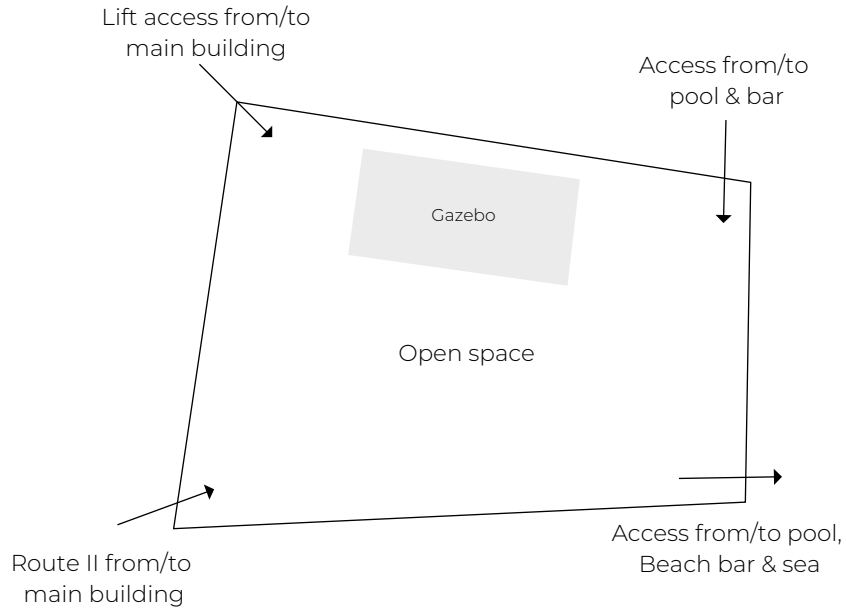 Lift access from/to
main building
Access from/to
pool & bar
Gazebo
Open space
Access from/to pool,
Beach bar & sea
Route II from/to
main building